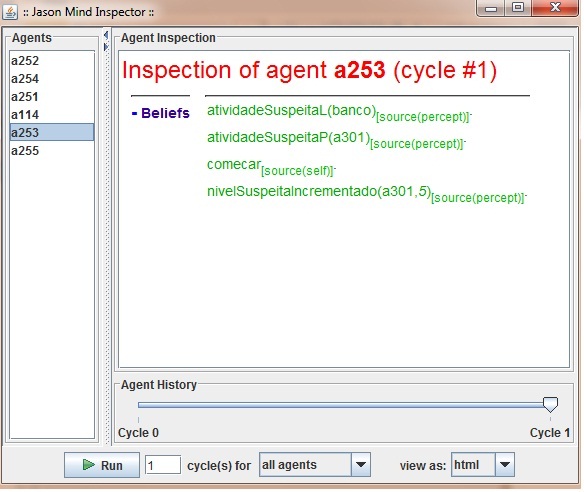 :: Jason Mind Inspector ::
Agents
a252
a254
a251
a114
a253
a255
Agent Inspection
Inspection of agent a253 (cycle #1)
- Beliefs
atividadeSuspeitaL(banco)[source(percept)].
atividadeSuspeitaP(a301)[source(percept)].
comecar[source(self)].
nivelSuspeitaIncrementado(a301,5)[source(percept)].
Agent History
Cycle 0
Cycle 1
Run 1 cycle(s) for all agents view as: html